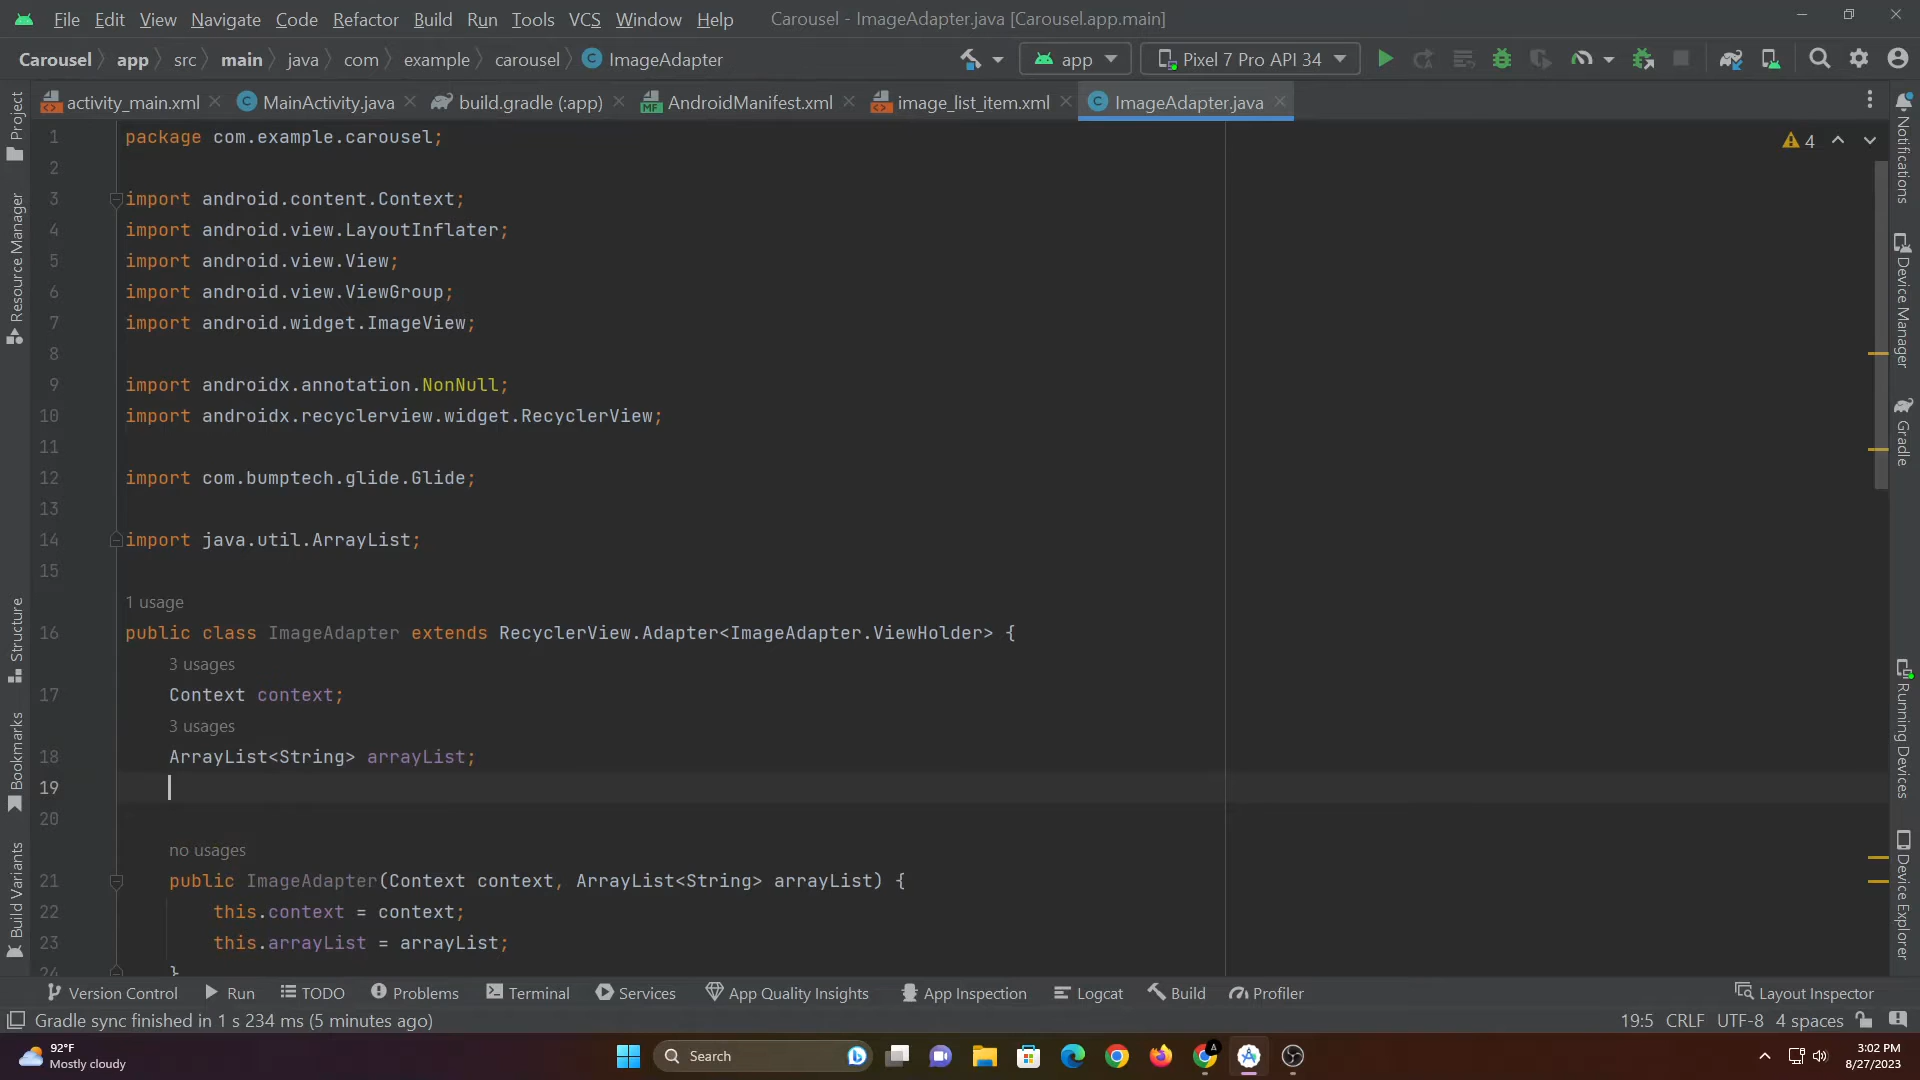 File Edit View Navigate Code Refactor Build Run Tools VCS Window Help Carousel - ImageAdapter.java [Carousel.app.main]
Carousel app src main java com example carousel ImageAdapter app Pixel 7 Pro API 34
activity_main.xml MainActivity.java build.gradle (:app) AndroidManifest.xml image_list_item.xml ImageAdapter.java
1 package com.example.carousel; 4
2
3 import android.content.Context;
4 import android.view.LayoutInflater;
5 import android.view.View;
6 import android.view.ViewGroup;
7 import android.widget.ImageView;
8
9 import androidx.annotation.NonNull;
10 import androidx.recyclerview.widget.RecyclerView;
11
12 import com.bumptech.glide.Glide;
13
14 import java.util.ArrayList;
15
1 usage
16 public class ImageAdapter extends RecyclerView.Adapter<ImageAdapter.ViewHolder> {
3 usages
17 Context context;
3 usages
18 ArrayList<String> arrayList;
19
20
no usages
21 public ImageAdapter(Context context, ArrayList<String> arrayList) {
22 this.context = context;
23 this.arrayList = arrayList;
24 }
Project
Resource Manager
Structure
Bookmarks
Build Variants
Notifications
Device Manager
Gradle
Running Devices
Device Explorer
Version Control Run TODO Problems Terminal Services App Quality Insights App Inspection Logcat Build Profiler Layout Inspector
Gradle sync finished in 1 s 234 ms (5 minutes ago) 19:5 CRLF UTF-8 4 spaces
92°F
Mostly cloudy
Search
3:02 PM
8/27/2023